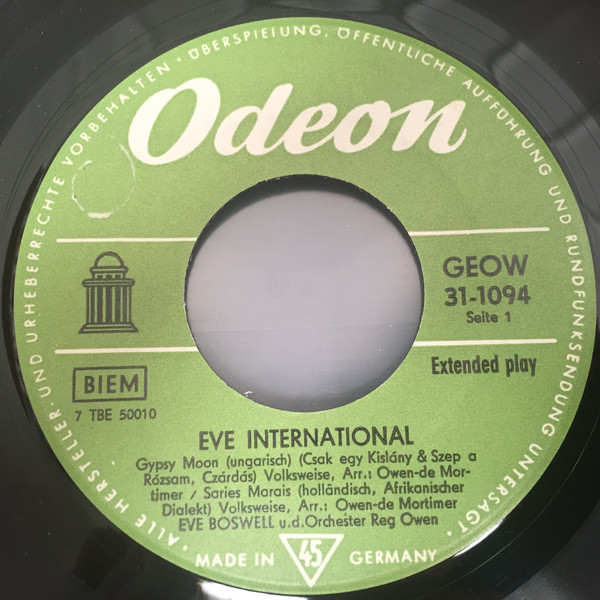 ALLE HERSTELLER- UND URHEBERRECHTE VORBEHALTEN · ÜBERSPIELUNG, ÖFFENTLICHE AUFFÜHRUNG UND RUNDFUNKSENDUNG UNTERSAGT ·
Odeon
GEOW
31-1094
Seite 1
BIEM
Extended play
7 TBE 50010
EVE INTERNATIONAL
Gypsy Moon (ungarisch) (Csak egy Kislány & Szep a
Rózsam, Czárdás) Volksweise, Arr.: Owen-de Mor-
timer / Saries Marais (holländisch, Afrikanischer
Dialekt) Volksweise, Arr.: Owen-de Mortimer
EVE BOSWELL u.d.Orchester Reg Owen
MADE IN 45 GERMANY